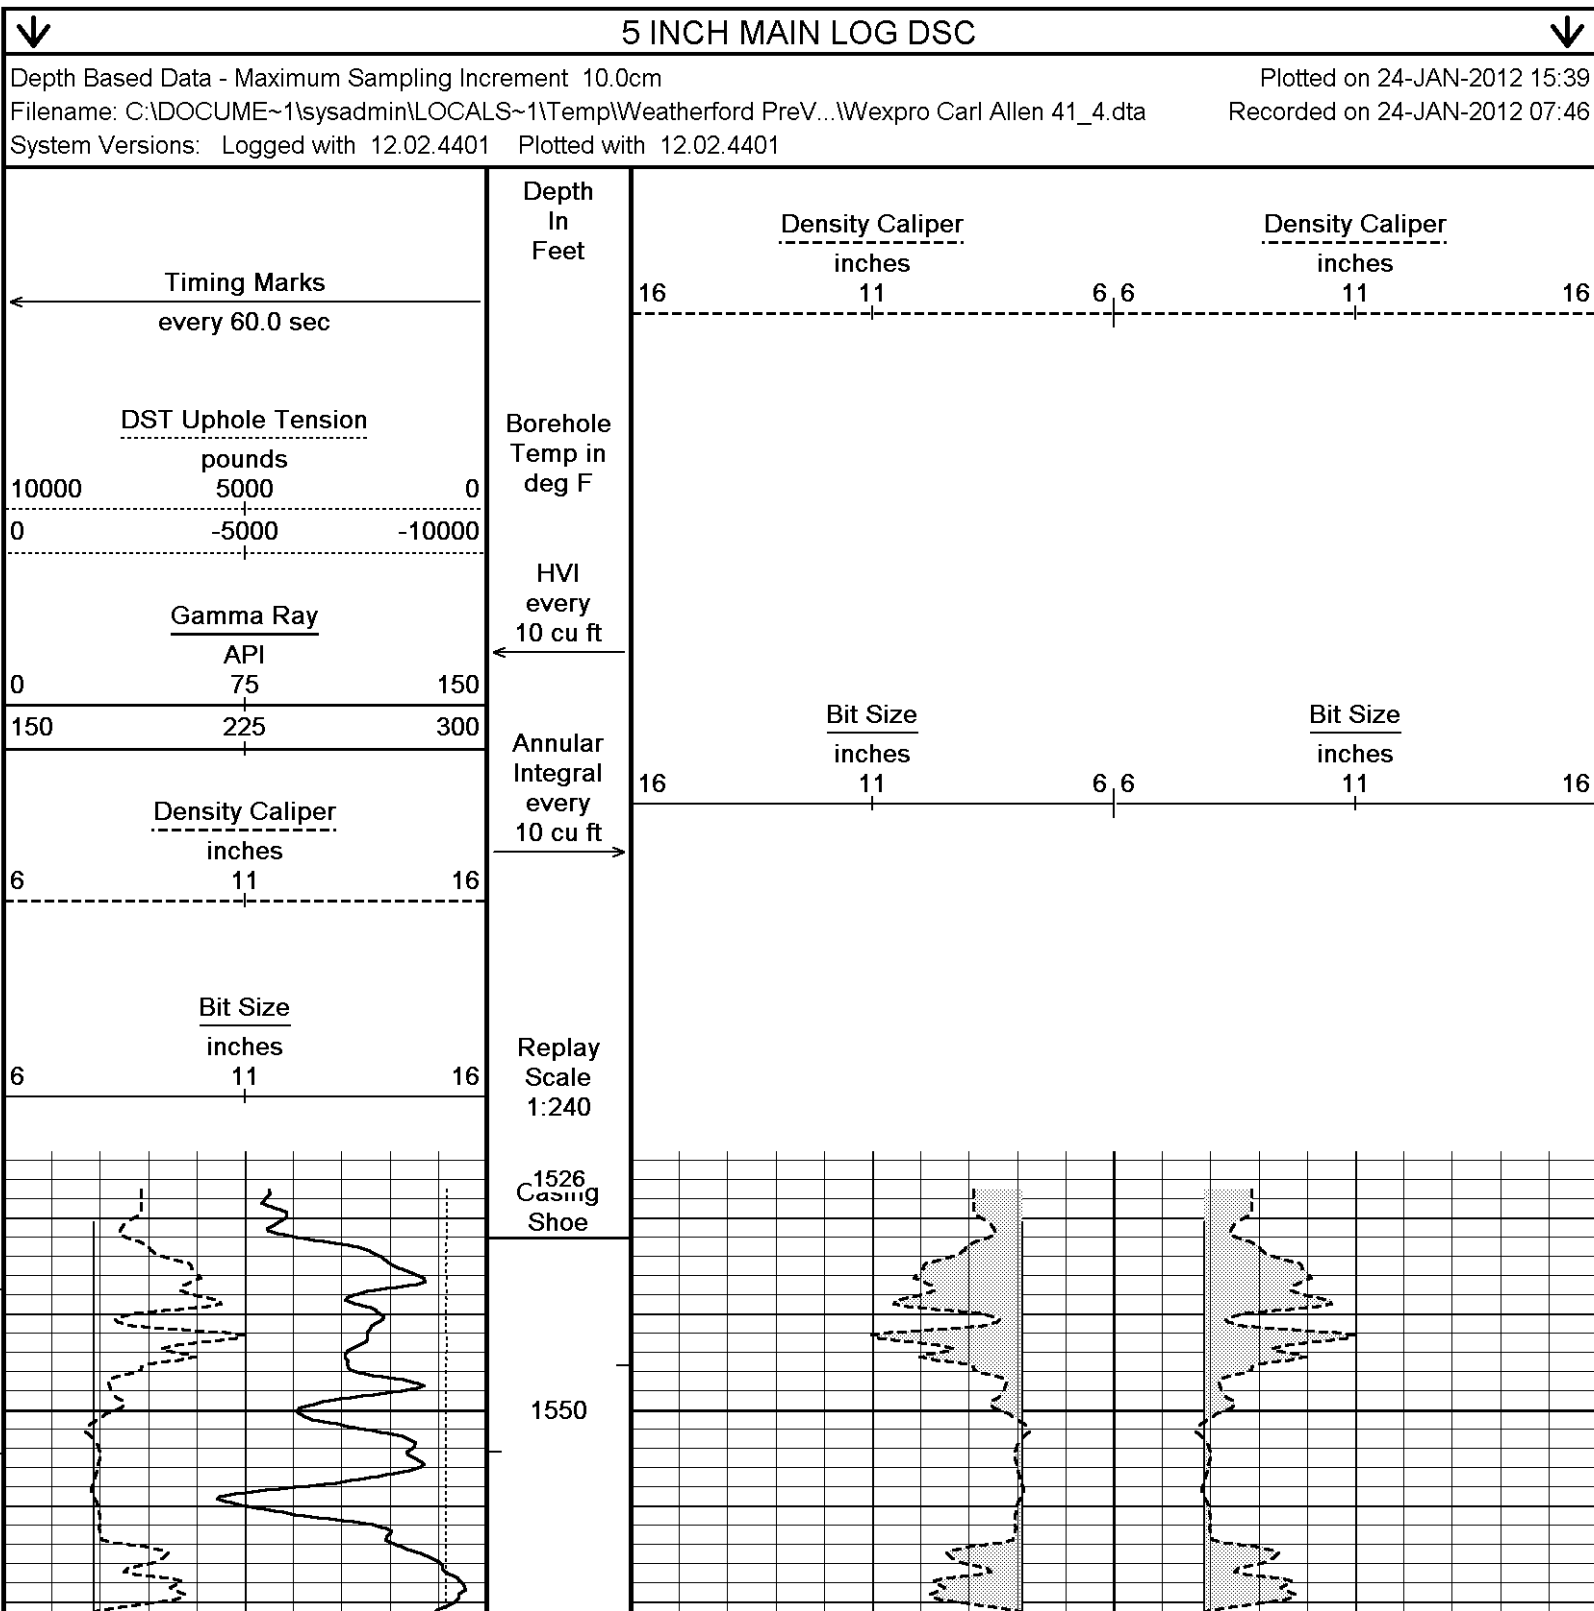 5 INCH MAIN LOG DSC
Depth Based Data - Maximum Sampling Increment 10.0cm
Plotted on 24-JAN-2012 15:39
Filename: C:\DOCUME~1\sysadmin\LOCALS~1\Temp\Weatherford PreV...\Wexpro Carl Allen 41_4.dta
Recorded on 24-JAN-2012 07:46
System Versions: Logged with 12.02.4401 Plotted with 12.02.4401
Timing Marks
every 60.0 sec
DST Uphole Tension
pounds
10000 5000 0
0 -5000 -10000
Gamma Ray
API
0 75 150
150 225 300
Density Caliper
inches
6 11 16
Bit Size
inches
6 11 16
Depth
In
Feet
Borehole
Temp in
deg F
HVI
every
10 cu ft
Annular
Integral
every
10 cu ft
Replay
Scale
1:240
1526
Casing
Shoe
1550
Density Caliper
inches
16 11 6
Density Caliper
inches
6 11 16
Bit Size
inches
16 11 6
Bit Size
inches
6 11 16